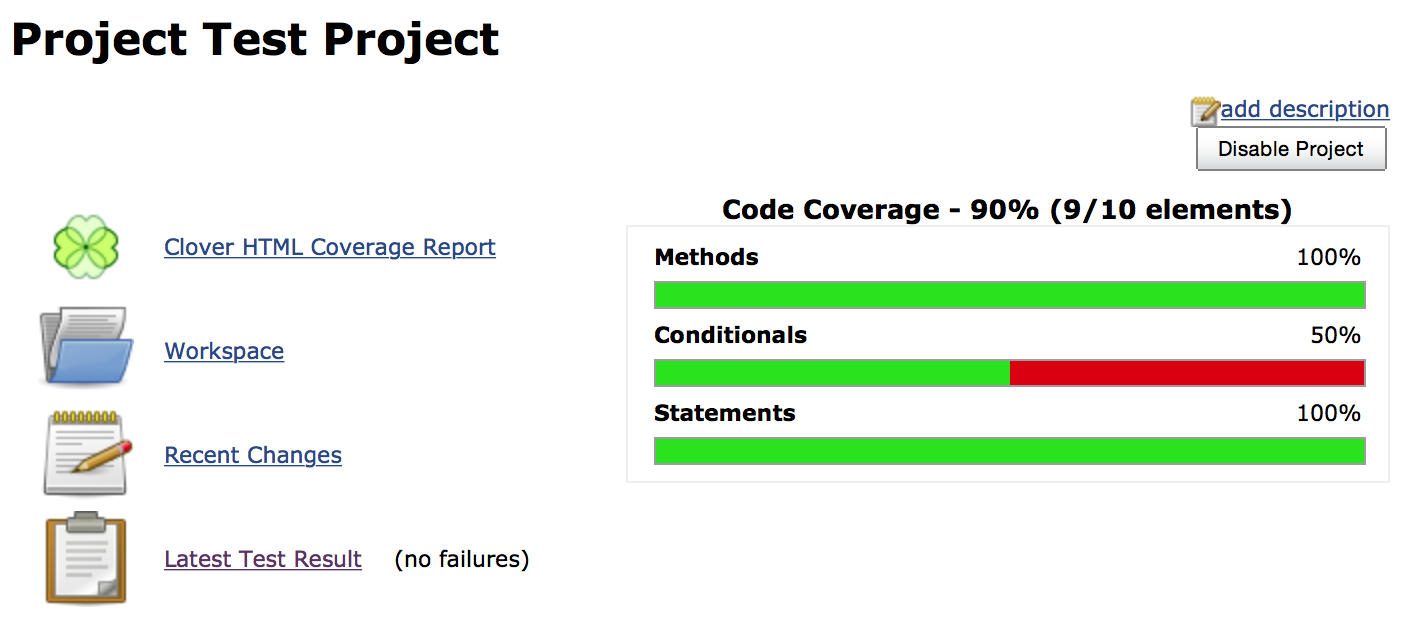 Project Test Project
add description
Disable Project
Clover HTML Coverage Report
Workspace
Recent Changes
Latest Test Result (no failures)
Code Coverage - 90% (9/10 elements)
Methods 100%
Conditionals 50%
Statements 100%